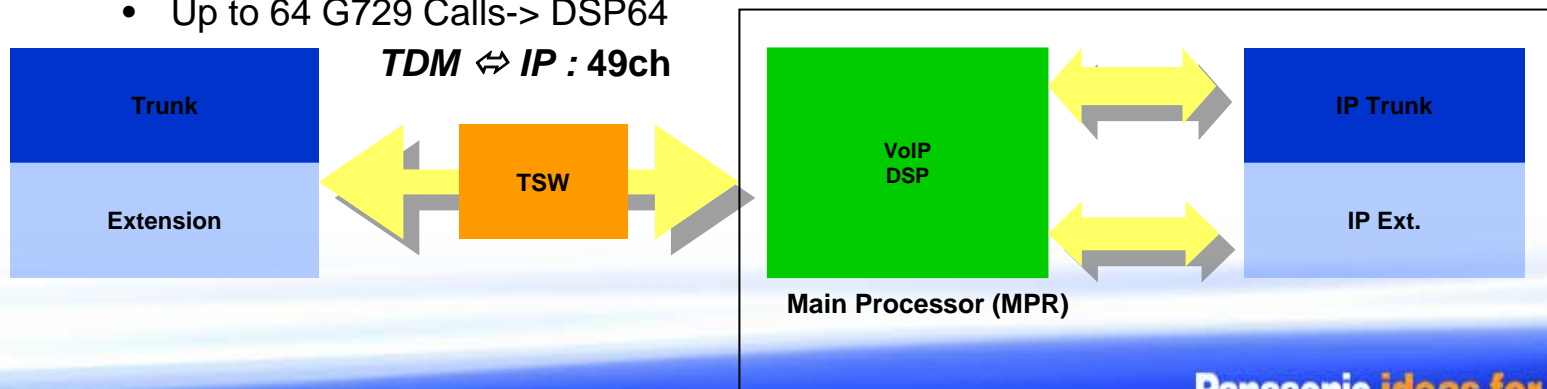 • Up to 64 G729 Calls-> DSP64
TDM ⇔ IP : 49ch
Trunk
Extension
TSW
VoIP
DSP
IP Trunk
IP Ext.
Main Processor (MPR)
Panasonic ideas for